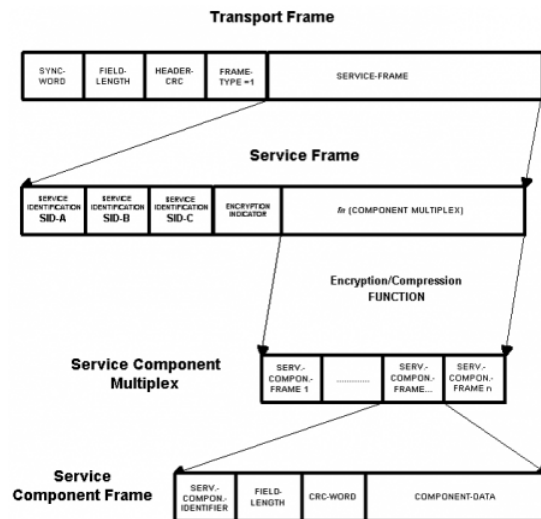 Transport Frame
SYNC-
WORD
FIELD-
LENGTH
HEADER-
CRC
FRAME-
TYPE =1
SERVICE-FRAME
Service Frame
SERVICE
IDENTIFICATION
SID-A
SERVICE
IDENTIFICATION
SID-B
SERVICE
IDENTIFICATION
SID-C
ENCRYPTION
INDICATOR
fn (COMPONENT MULTIPLEX)
Encryption/Compression
FUNCTION
Service Component
Multiplex
SERV.-
COMPON.-
FRAME 1
..............
SERV.-
COMPON.-
FRAME...
SERV.-
COMPON.-
FRAME n
Service
Component Frame
SERV.-
COMPON.-
IDENTIFIER
FIELD-
LENGTH
CRC-WORD
COMPONENT-DATA